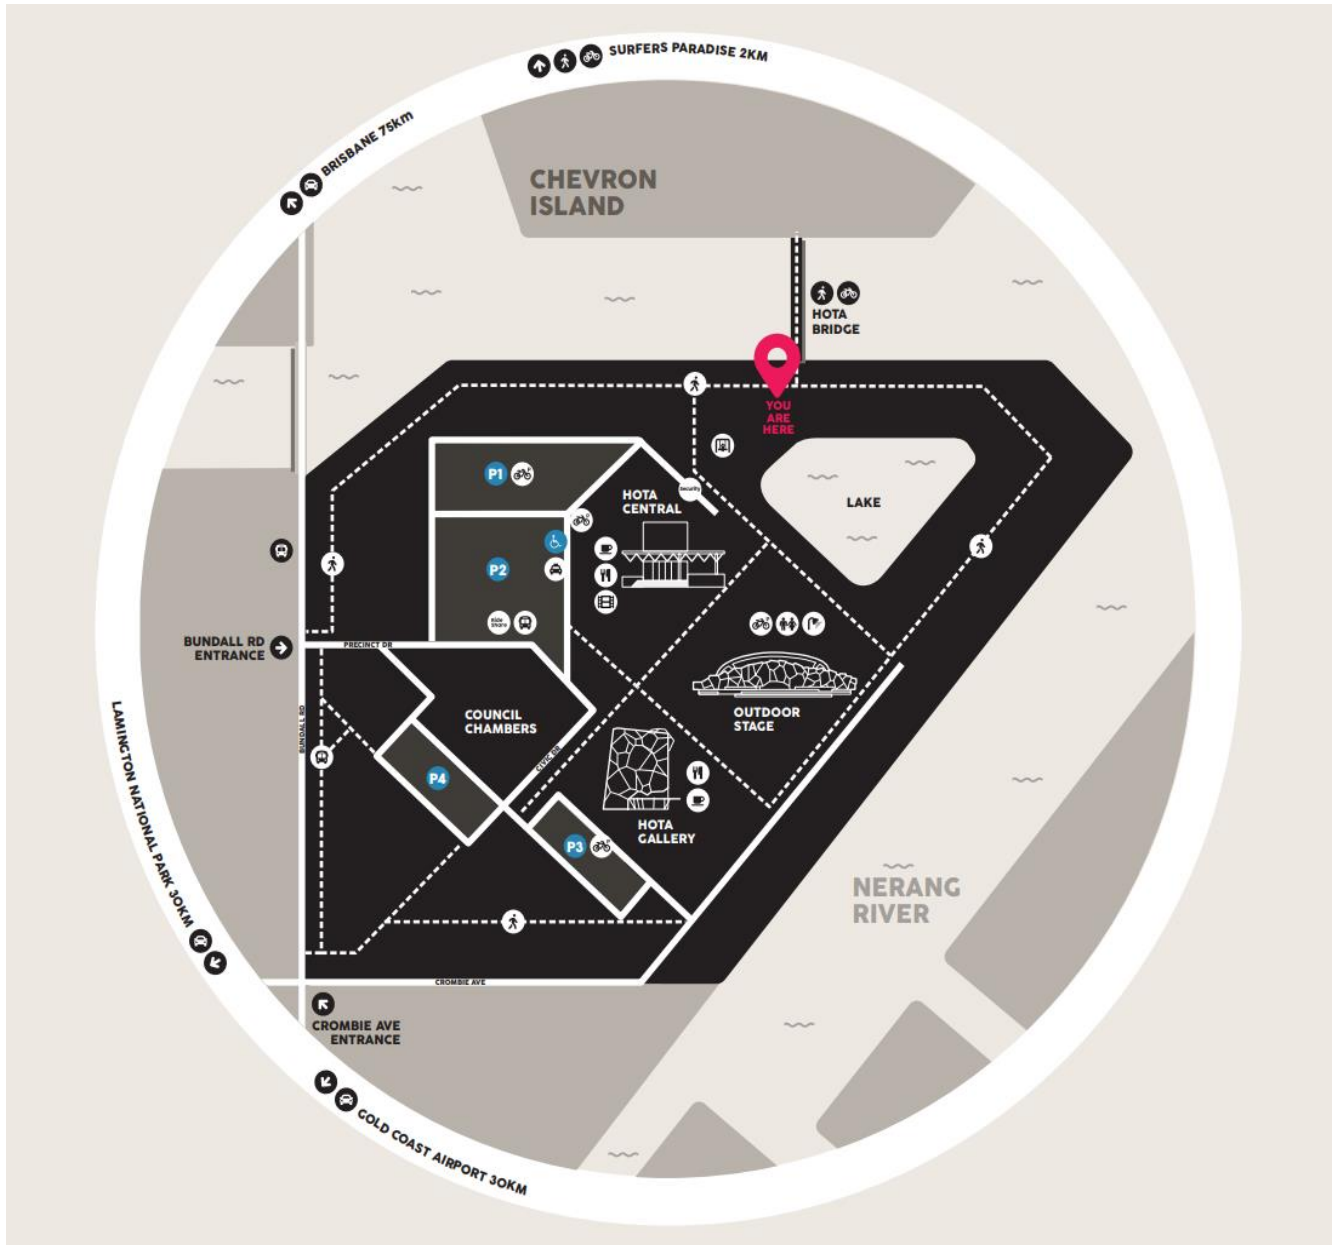 SURFERS PARADISE 2KM
BRISBANE 75km
CHEVRON
ISLAND
HOTA
BRIDGE
YOU
ARE
HERE
P1
HOTA
CENTRAL
Security
LAKE
P2
Ride
Share
BUNDALL RD
ENTRANCE
PRECINCT DR
COUNCIL
CHAMBERS
OUTDOOR
STAGE
BUNDALL RD
CIVIC DR
P4
HOTA
GALLERY
P3
NERANG
RIVER
LAMINGTON NATIONAL PARK 30KM
CROMBIE AVE
CROMBIE AVE
ENTRANCE
GOLD COAST AIRPORT 30KM